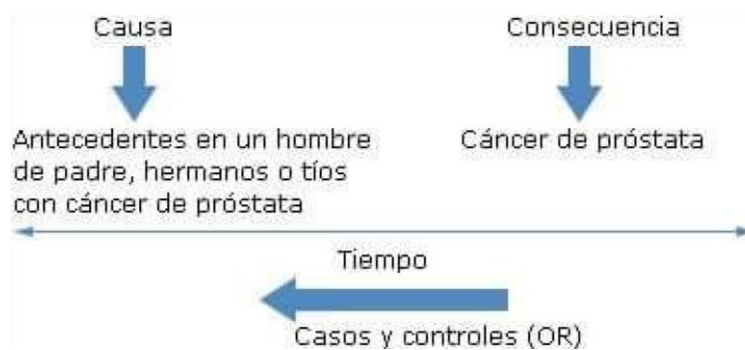 Causa
Consecuencia
Antecedentes en un hombre
de padre, hermanos o tíos
con cáncer de próstata
Cáncer de próstata
Tiempo
Casos y controles (OR)